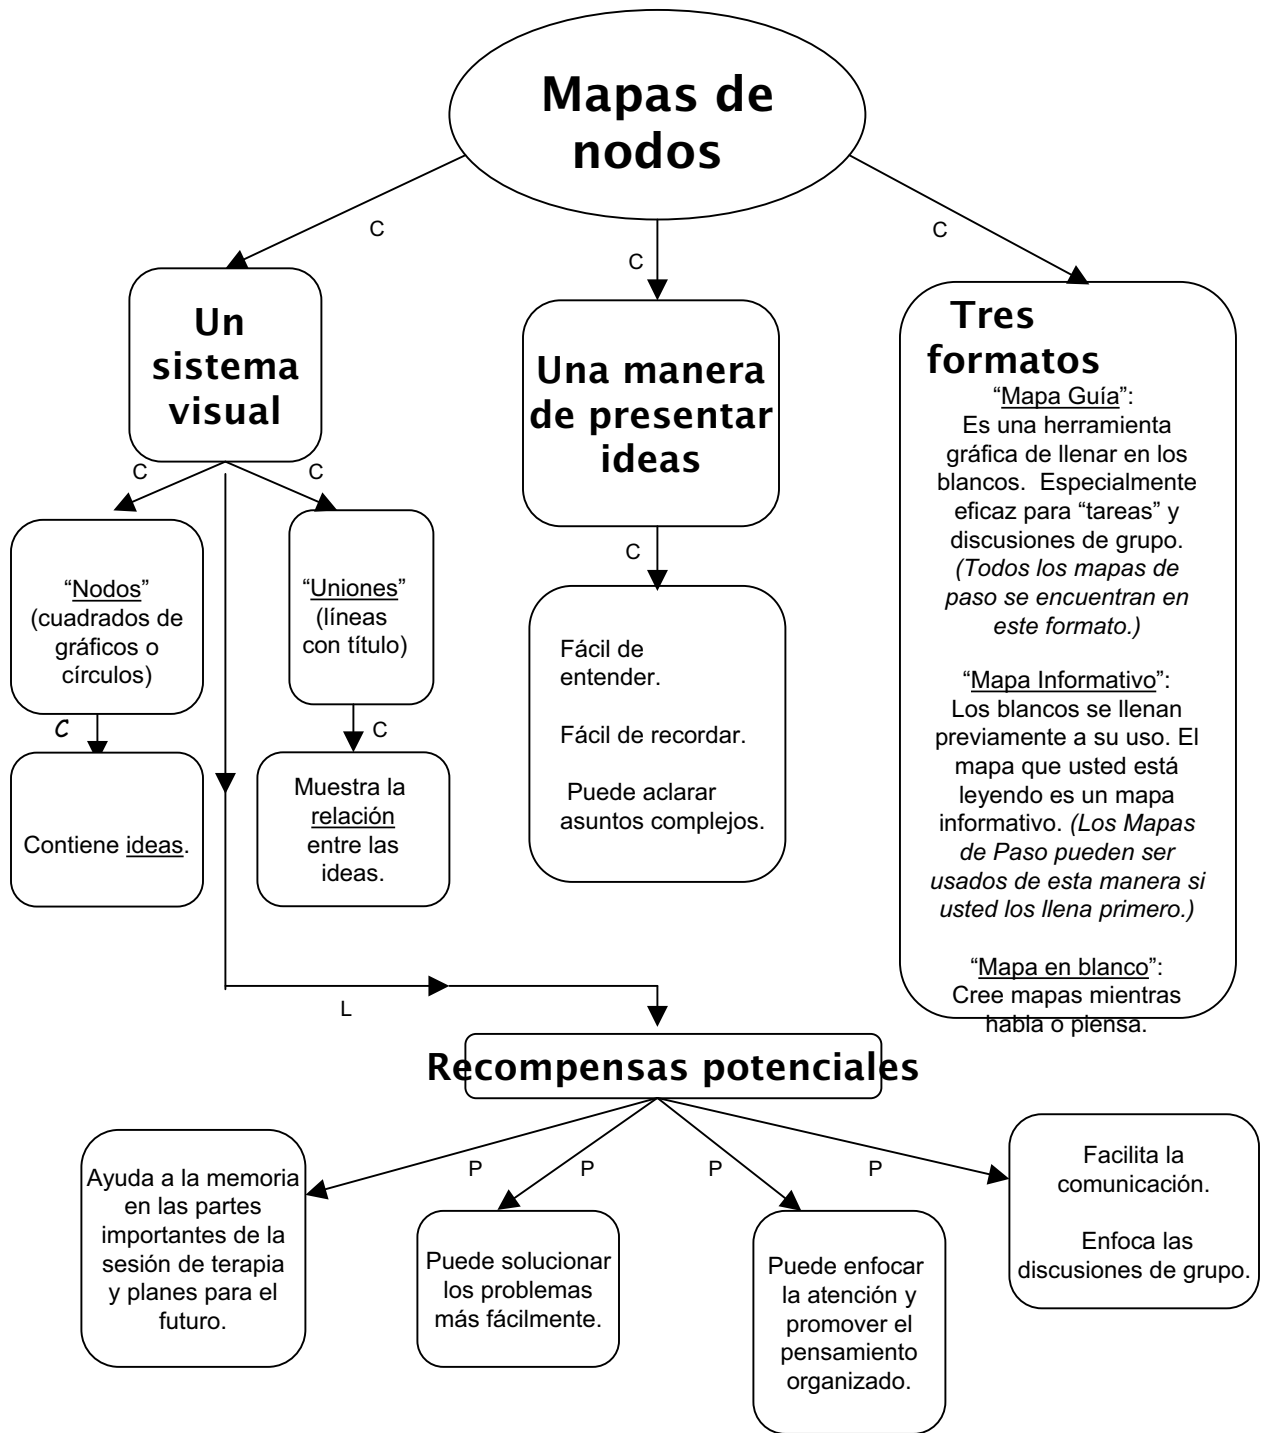 Mapas de
nodos
C
C
C
Un
sistema
visual
Una manera
de presentar
ideas
Tres
formatos
“Mapa Guía”:
Es una herramienta
gráfica de llenar en los
blancos.  Especialmente
eficaz para “tareas” y
discusiones de grupo.
(Todos los mapas de
paso se encuentran en
este formato.)
“Mapa Informativo”:
Los blancos se llenan
previamente a su uso. El
mapa que usted está
leyendo es un mapa
informativo. (Los Mapas
de Paso pueden ser
usados de esta manera si
usted los llena primero.)
“Mapa en blanco”:
Cree mapas mientras
habla o piensa.
C
C
C
“Nodos”
(cuadrados de
gráficos o
círculos)
“Uniones”
(líneas
con título)
C
C
Contiene ideas.
Muestra la
relación
entre las
ideas.
Fácil de
entender.
Fácil de recordar.
Puede aclarar
asuntos complejos.
L
Recompensas potenciales
P
P
P
P
Ayuda a la memoria
en las partes
importantes de la
sesión de terapia
y planes para el
futuro.
Puede solucionar
los problemas
más fácilmente.
Puede enfocar
la atención y
promover el
pensamiento
organizado.
Facilita la
comunicación.
Enfoca las
discusiones de grupo.